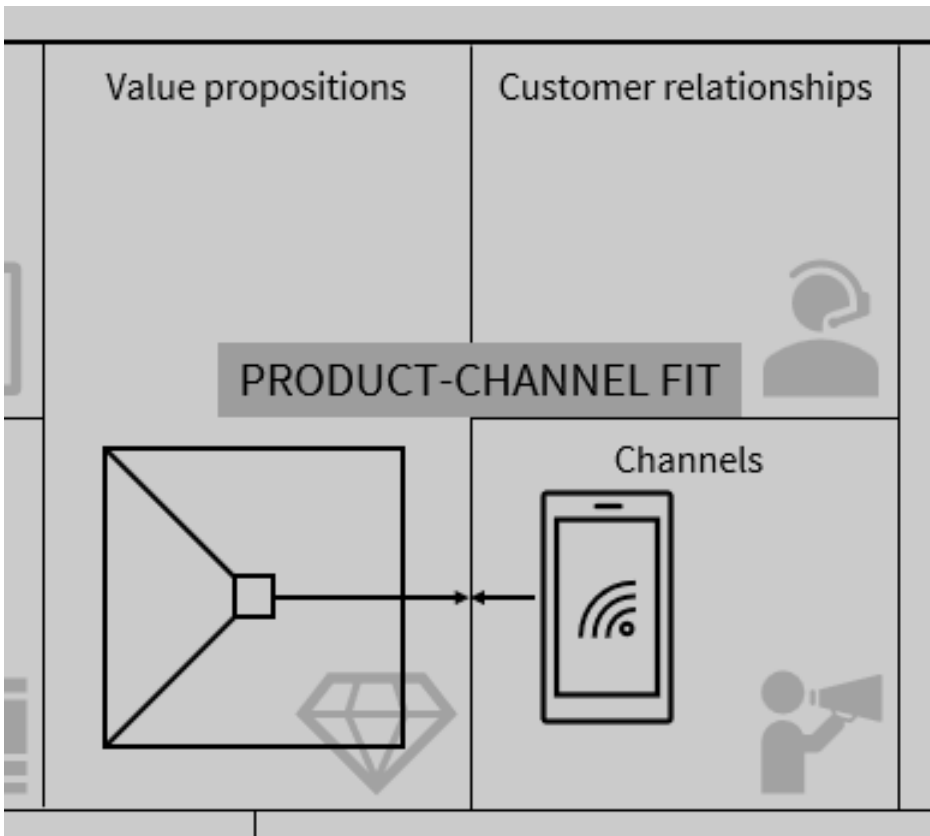 Value propositions
Customer relationships
PRODUCT-CHANNEL FIT
Channels